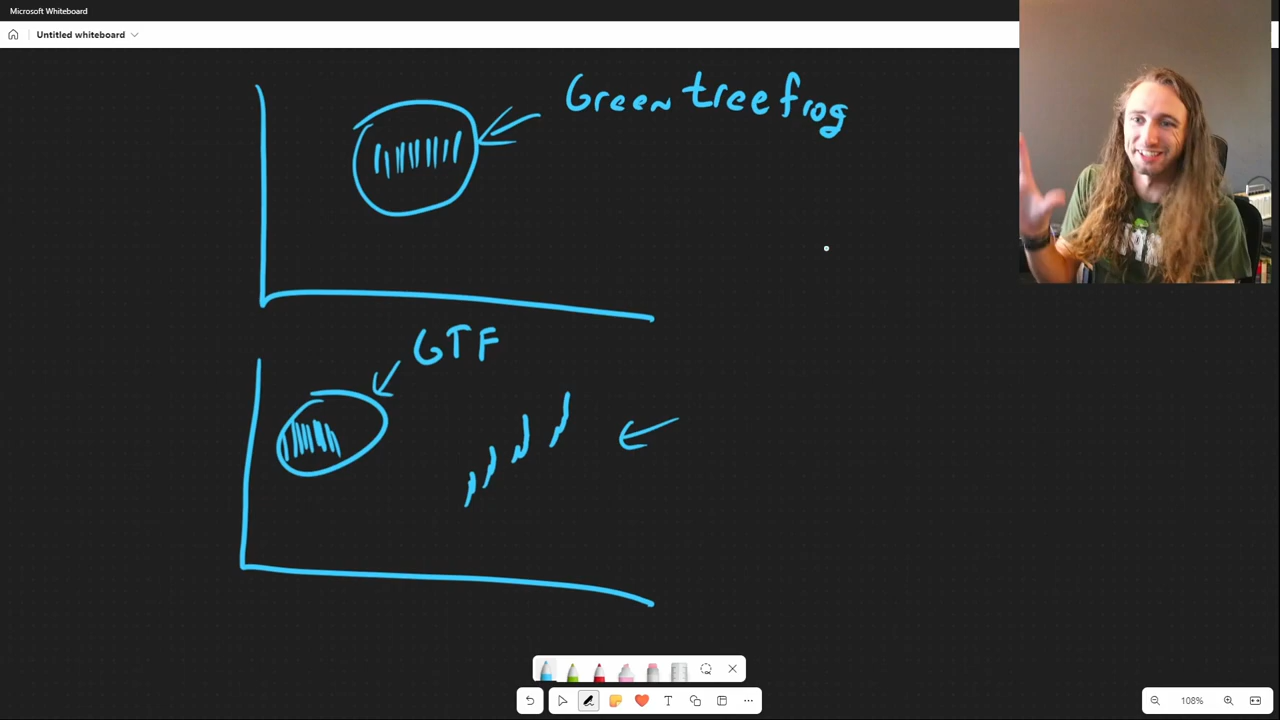 Microsoft Whiteboard
Untitled whiteboard
Green tree frog
GTF
108%